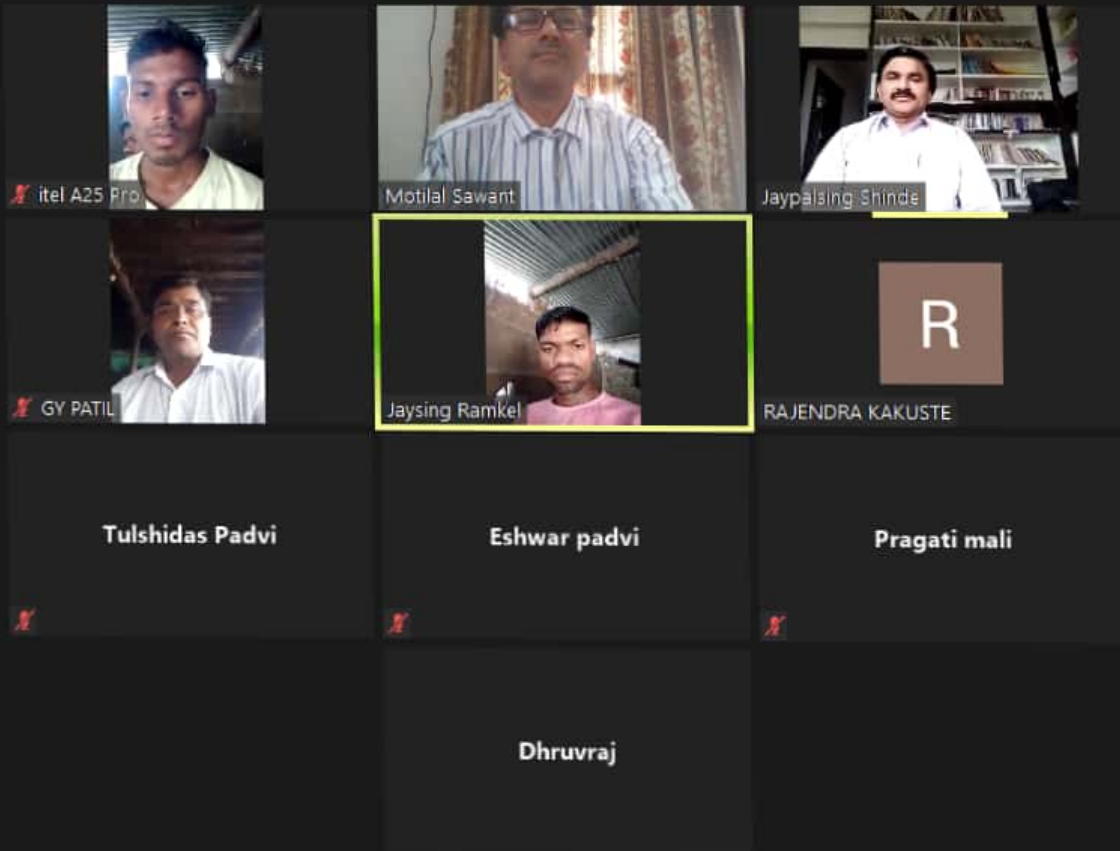 itel A25 Pro
Motilal Sawant
Jaypalsing Shinde
GY PATIL
Jaysing Ramkel
R
RAJENDRA KAKUSTE
Tulshidas Padvi
Eshwar padvi
Pragati mali
Dhruvraj